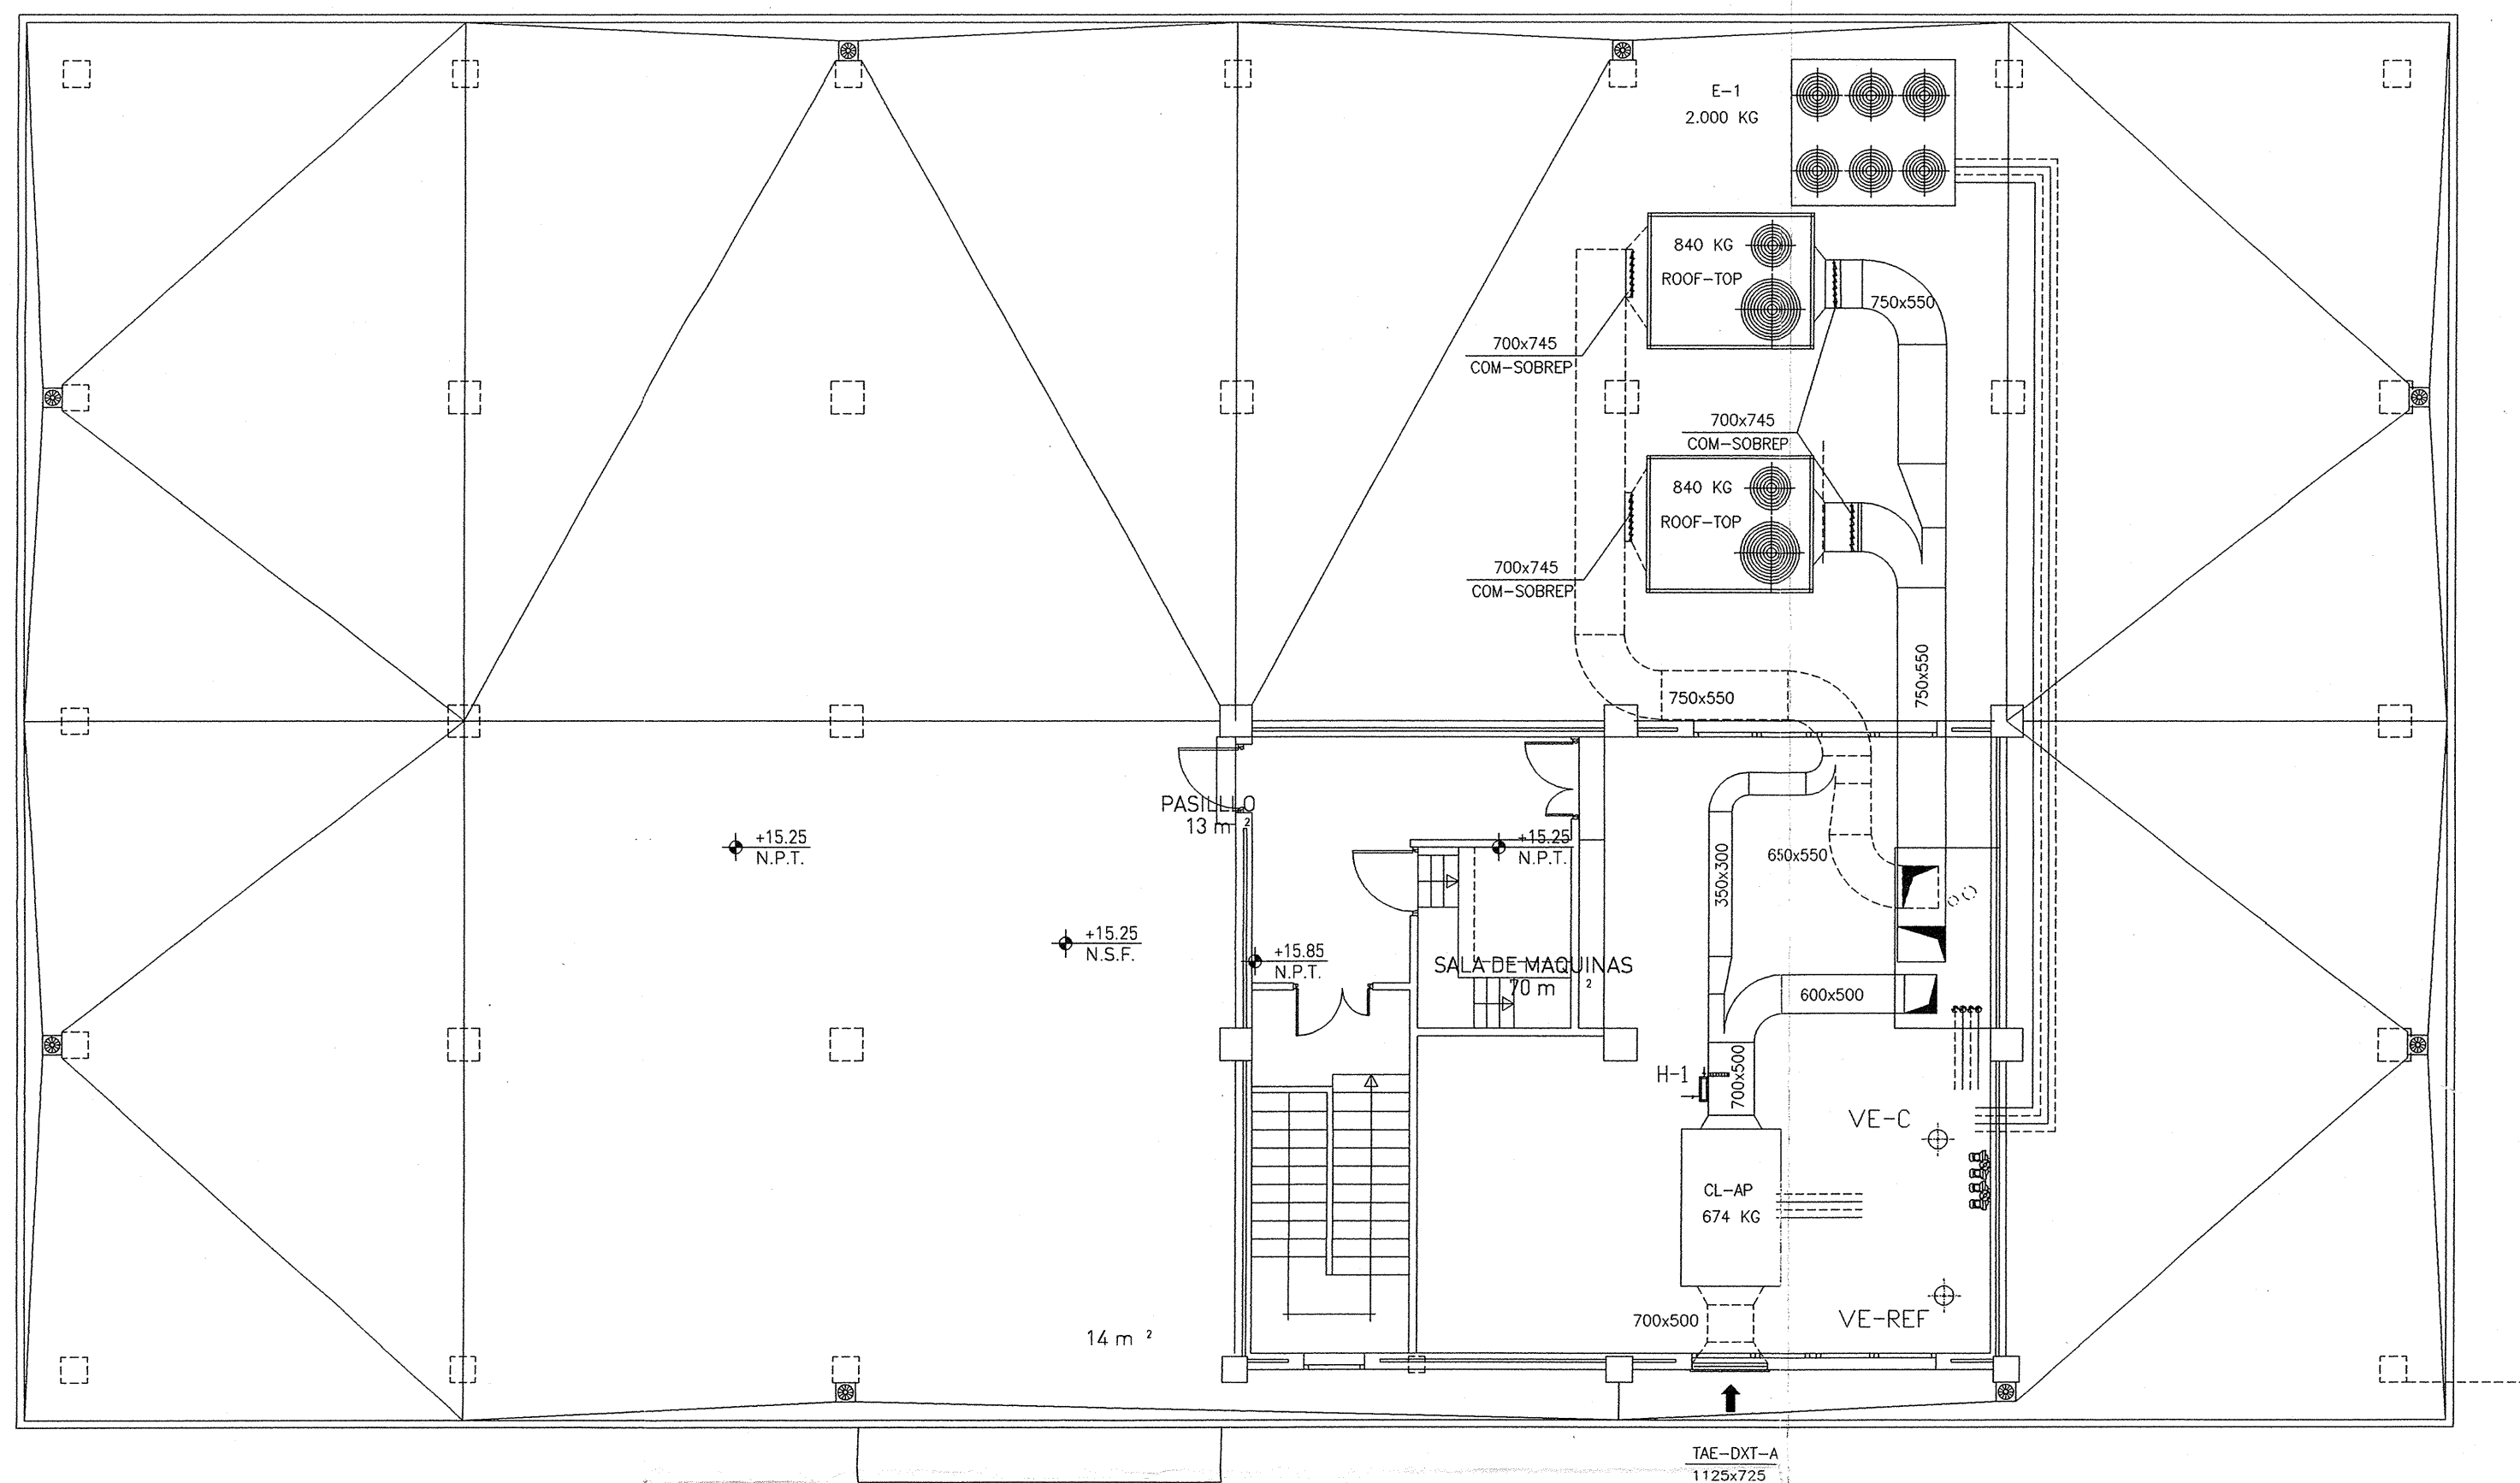 E-1
2.000 KG
840 KG
ROOF-TOP
750x550
700x745
COM-SOBREP
700x745
COM-SOBREP
840 KG
ROOF-TOP
700x745
COM-SOBREP
750x550
750x550
PASILLLO
13 m ²
+15.25
N.P.T.
+15.25
N.P.T.
650x550
350x300
+15.25
N.S.F.
+15.85
N.P.T.
SALA DE MAQUINAS
70 m ²
600x500
H-1
700x500
VE-C
CL-AP
674 KG
700x500
VE-REF
14 m ²
TAE-DXT-A
1125x725